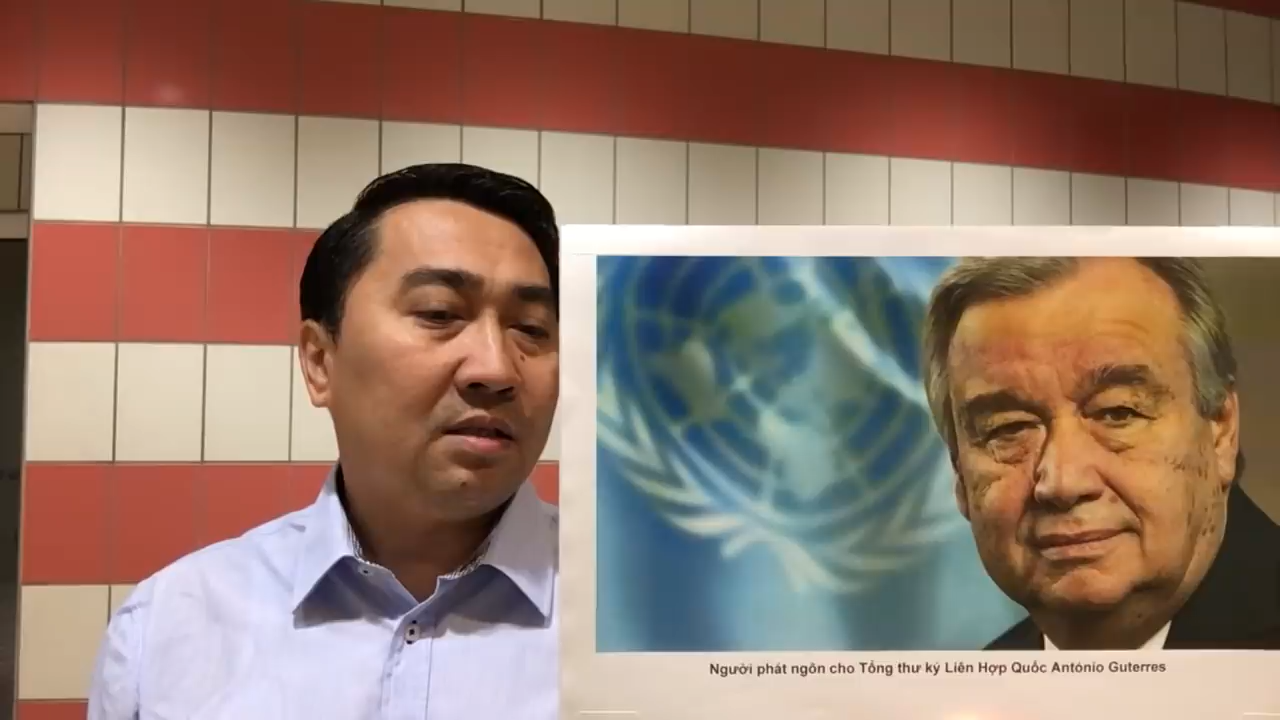 Người phát ngôn cho Tổng thư ký Liên Hợp Quốc António Guterres